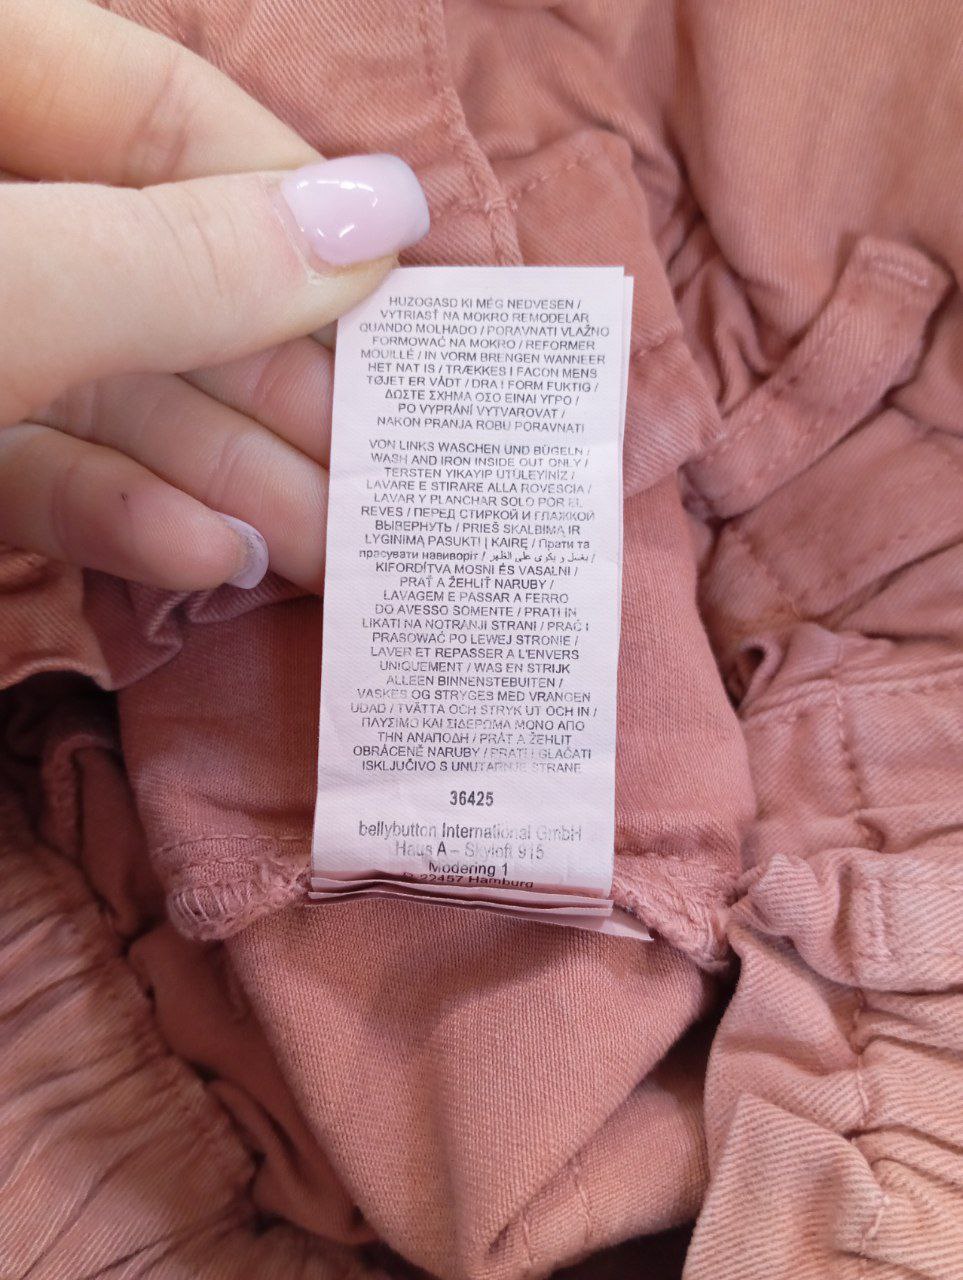 HUZOGASD KI MÉG NEDVESEN /
VYTRIASŤ NA MOKRO REMODELAR
QUANDO MOLHADO / PORAVNATI VLAŽNO
FORMOWAĆ NA MOKRO / REFORMER
MOUILLÉ / IN VORM BRENGEN WANNEER
HET NAT IS / TRÆKKES I FACON MENS
TØJET ER VÅDT / DRA I FORM FUKTIG /
ΔΩΣΤΕ ΣΧΗΜΑ ΟΣΟ ΕΙΝΑΙ ΥΓΡΟ /
PO VYPRÁNÍ VYTVAROVAT /
NAKON PRANJA ROBU PORAVNATI
VON LINKS WASCHEN UND BÜGELN /
WASH AND IRON INSIDE OUT ONLY /
TERSTEN YIKAYIP ÜTÜLEYİNİZ /
LAVARE E STIRARE ALLA ROVESCIA /
LAVAR Y PLANCHAR SOLO POR EL
REVÉS / ПЕРЕД СТИРКОЙ И ГЛАЖКОЙ
ВЫВЕРНУТЬ / PRIEŠ SKALBIMĄ IR
LYGINIMĄ PASUKTI Į KAIRĘ / Прати та
прасувати навиворіт / يغسل و يكوى على الظهر /
KIFORDÍTVA MOSNI ÉS VASALNI /
PRAŤ A ŽEHLIŤ NARUBY /
LAVAGEM E PASSAR A FERRO
DO AVESSO SOMENTE / PRATI IN
LIKATI NA NOTRANJI STRANI / PRAĆ I
PRASOWAĆ PO LEWEJ STRONIE /
LAVER ET REPASSER A L'ENVERS
UNIQUEMENT / WAS EN STRIJK
ALLEEN BINNENSTEBUITEN /
VASKES OG STRYGES MED VRANGEN
UDAD / TVÄTTA OCH STRYK UT OCH IN /
ΠΛΥΣΙΜΟ ΚΑΙ ΣΙΔΕΡΩΜΑ ΜΟΝΟ ΑΠΟ
ΤΗΝ ΑΝΑΠΟΔΗ / PRÁT A ŽEHLIT
OBRÁCENĚ NARUBY / PRATI I GLAČATI
ISKLJUČIVO S UNUTARNJE STRANE
36425
bellybutton International GmbH
Haus A – Skyloft 915
Modering 1
D-22457 Hamburg